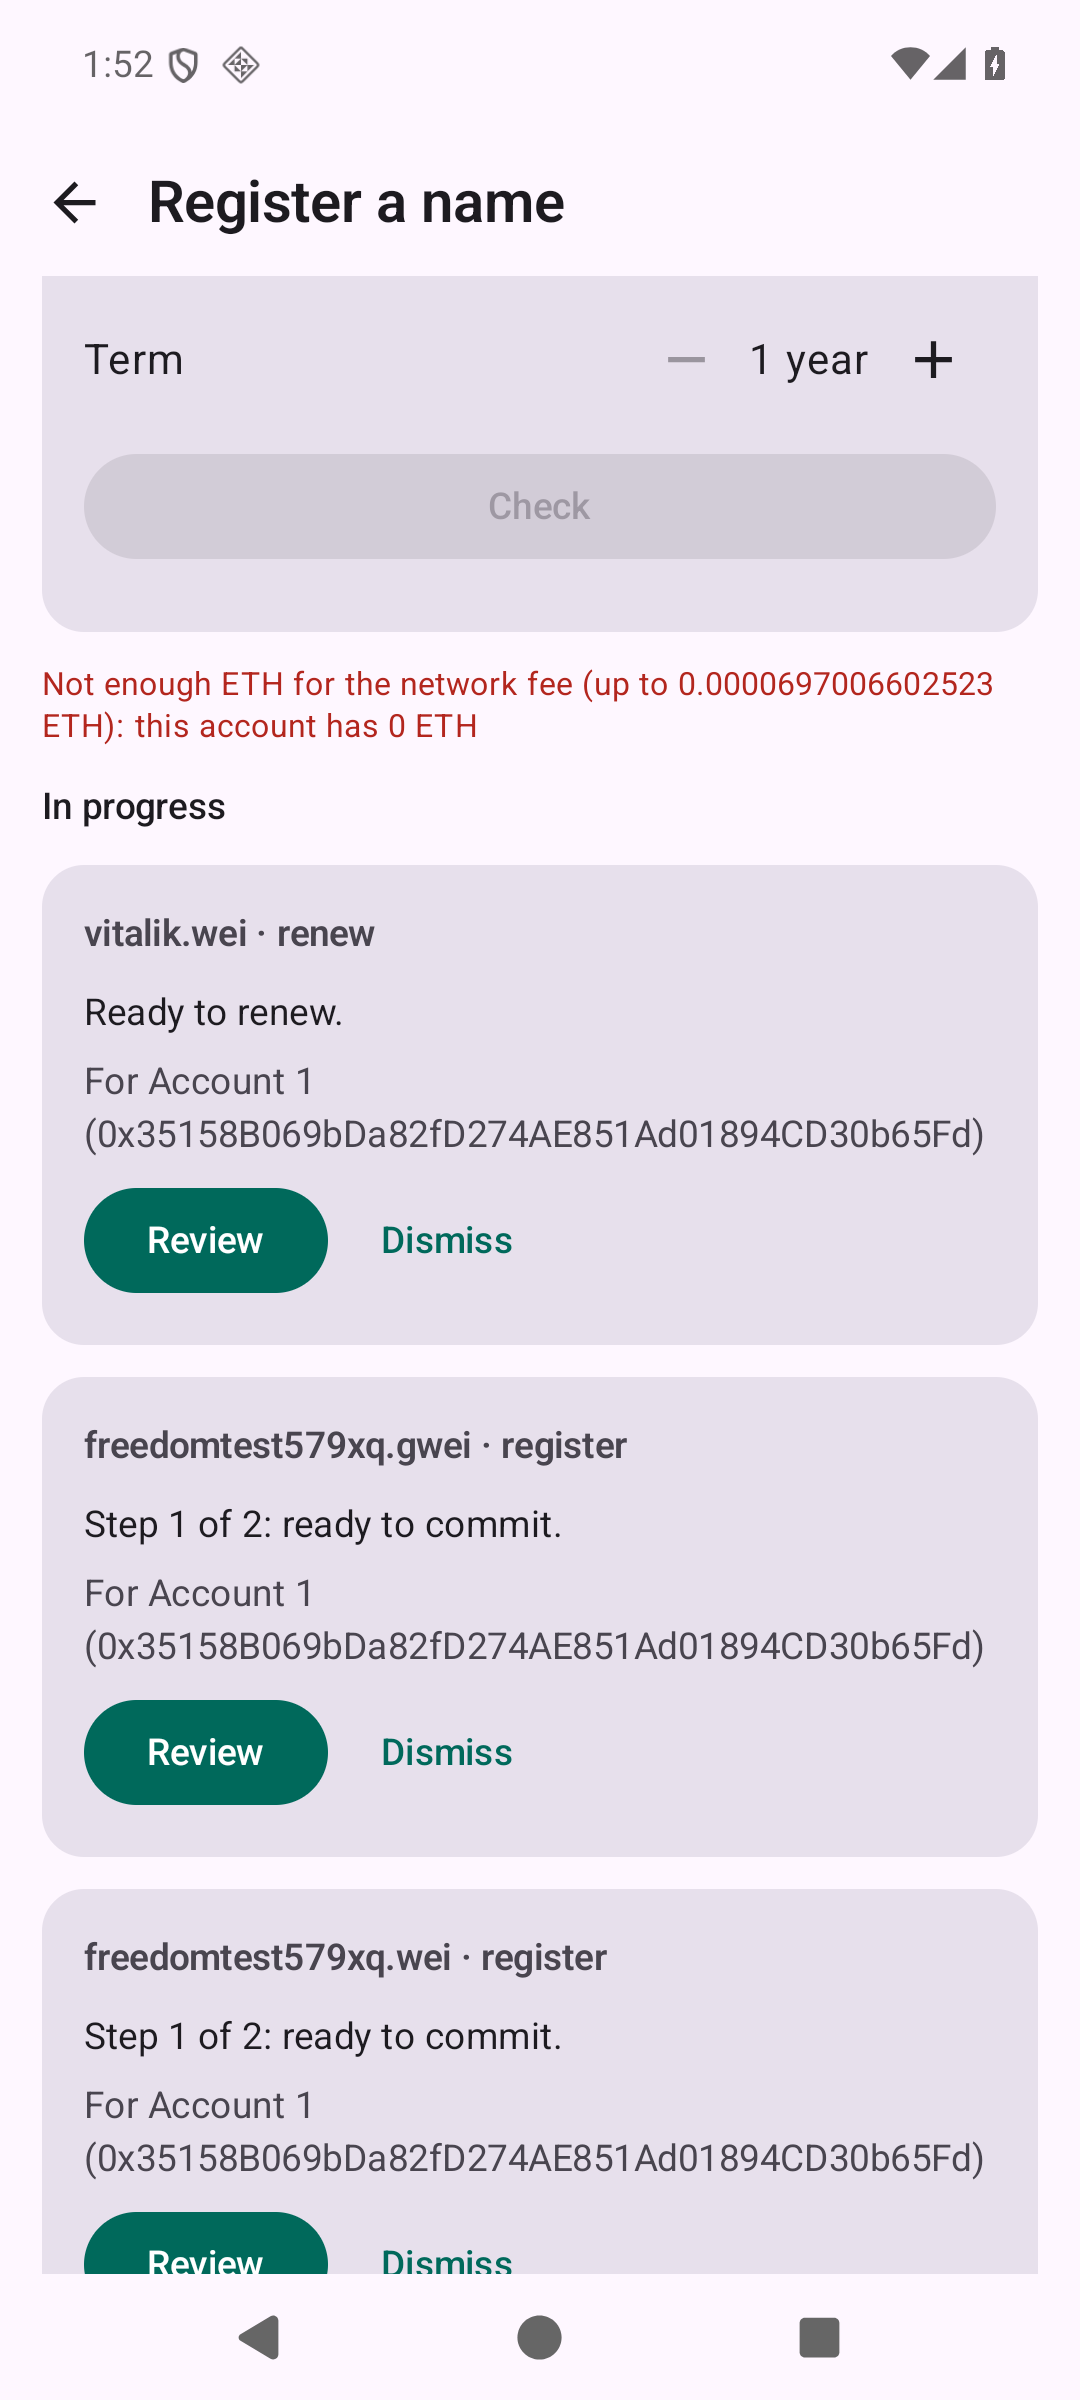 1:52
Register a name
Term
1 year
Check
Not enough ETH for the network fee (up to 0.0000697006602523
ETH): this account has 0 ETH
In progress
vitalik.wei · renew
Ready to renew.
For Account 1
(0x35158B069bDa82fD274AE851Ad01894CD30b65Fd)
Review
Dismiss
freedomtest579xq.gwei · register
Step 1 of 2: ready to commit.
For Account 1
(0x35158B069bDa82fD274AE851Ad01894CD30b65Fd)
Review
Dismiss
freedomtest579xq.wei · register
Step 1 of 2: ready to commit.
For Account 1
(0x35158B069bDa82fD274AE851Ad01894CD30b65Fd)
Review
Dismiss